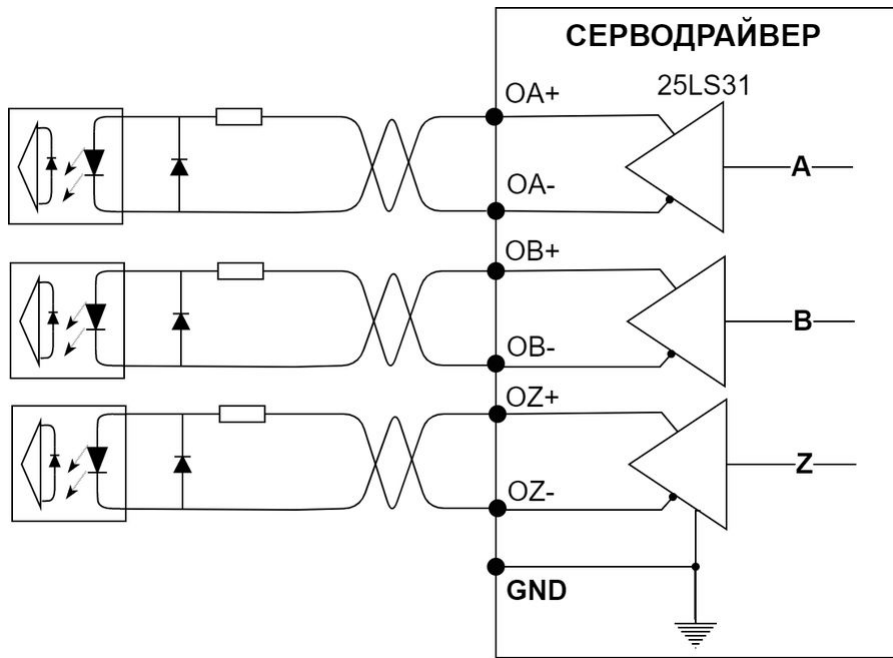 СЕРВОДРАЙВЕР
25LS31
OA+
A
OA-
OB+
B
OB-
OZ+
Z
OZ-
GND